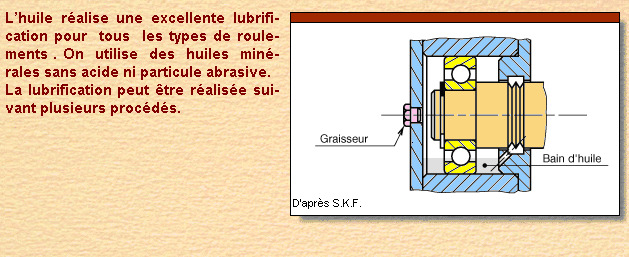 L'huile réalise une excellente lubrifi-
cation pour tous les types de roule-
ments . On utilise des huiles miné-
rales sans acide ni particule abrasive.
La lubrification peut être réalisée sui-
vant plusieurs procédés.
Graisseur
Bain d'huile
D'après S.K.F.